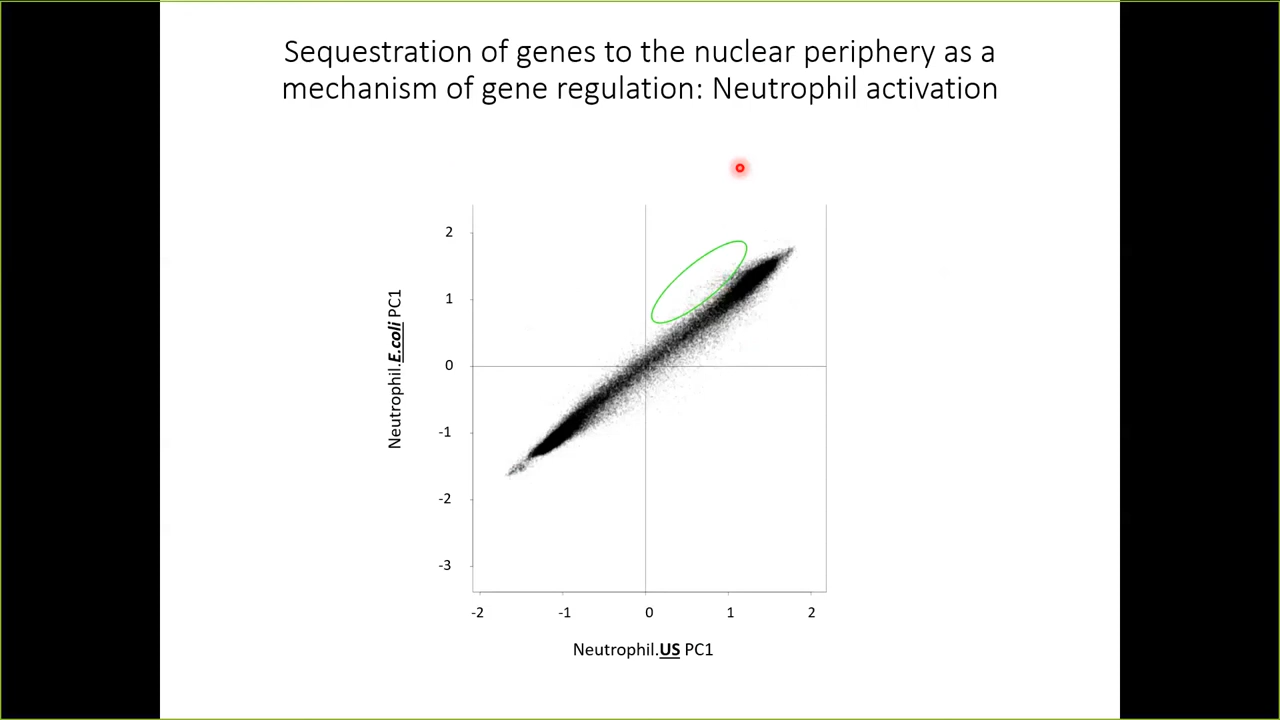 Sequestration of genes to the nuclear periphery as a
mechanism of gene regulation: Neutrophil activation
Neutrophil.E.coli PC1
2
1
0
-1
-2
-3
-2 -1 0 1 2
Neutrophil.US PC1